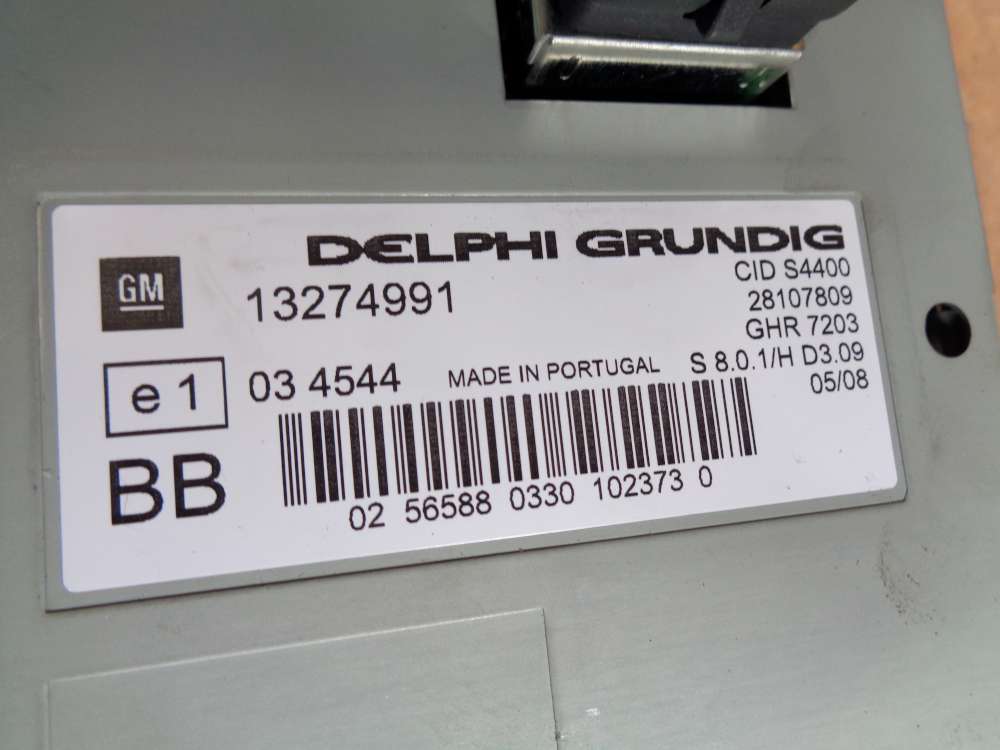 DELPHI GRUNDIG
GM
13274991
CID S4400
28107809
GHR 7203
e1
03 4544
MADE IN PORTUGAL
S 8.0.1/H D3.09
05/08
BB
02 56588 0330 102373 0